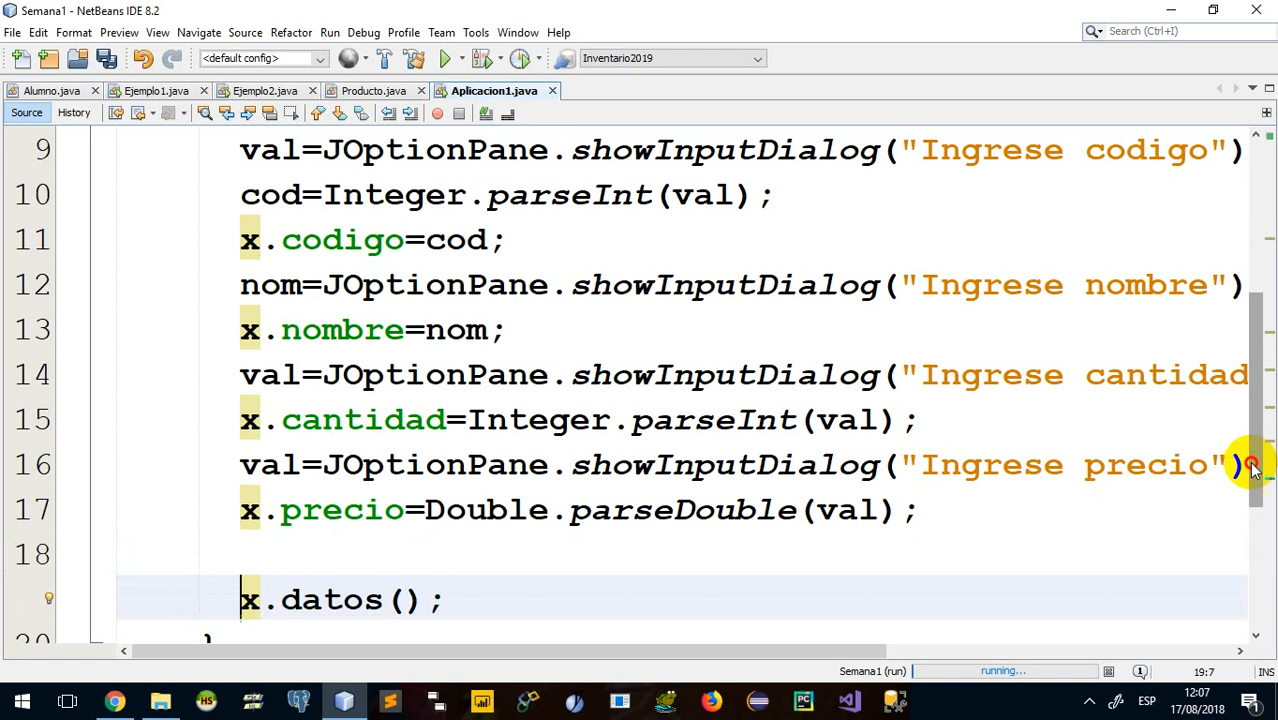 Semana1 - NetBeans IDE 8.2
File Edit Format Preview View Navigate Source Refactor Run Debug Profile Team Tools Window Help
Search (Ctrl+I)
<default config>
Inventario2019
Alumno.java Ejemplo1.java Ejemplo2.java Producto.java Aplicacion1.java
Source History
9 val=JOptionPane.showInputDialog("Ingrese codigo")
10 cod=Integer.parseInt(val);
11 x.codigo=cod;
12 nom=JOptionPane.showInputDialog("Ingrese nombre")
13 x.nombre=nom;
14 val=JOptionPane.showInputDialog("Ingrese cantidad
15 x.cantidad=Integer.parseInt(val);
16 val=JOptionPane.showInputDialog("Ingrese precio")
17 x.precio=Double.parseDouble(val);
18
x.datos();
20 }
Semana1 (run) running... 1 19:7 INS
ESP 12:07
17/08/2018